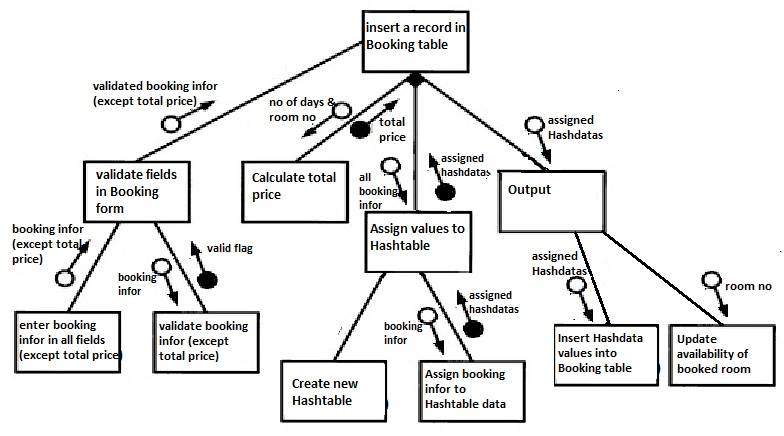 insert a record in
Booking table
validated booking infor
(except total price)
no of days &
room no
total
price
assigned
Hashdatas
validate fields
in Booking
form
Calculate total
price
all
booking
infor
assigned
hashdatas
Output
Assign values to
Hashtable
booking infor
(except total
price)
booking
infor
valid flag
assigned
Hashdatas
room no
enter booking
infor in all fields
(except total price)
validate booking
infor (except
total price)
booking
infor
assigned
hashdatas
Insert Hashdata
values into
Booking table
Update
availability of
booked room
Create new
Hashtable
Assign booking
infor to
Hashtable data